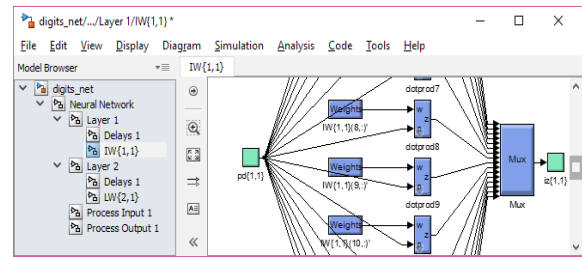 digits_net/.../Layer 1/IW{1,1} *
File Edit View Display Diagram Simulation Analysis Code Tools Help
Model Browser
IW{1,1}
digits_net
Neural Network
Layer 1
Delays 1
IW{1,1}
Layer 2
Delays 1
LW{2,1}
Process Input 1
Process Output 1
pd{1,1}
dotprod7
Weights
IW{1,1}(8,:)'
w
z
dotprod8
Weights
IW{1,1}(9,:)'
w
z
dotprod9
Weights
IW{1,1}(10,:)'
w
z
Mux
Mux
iz{1,1}